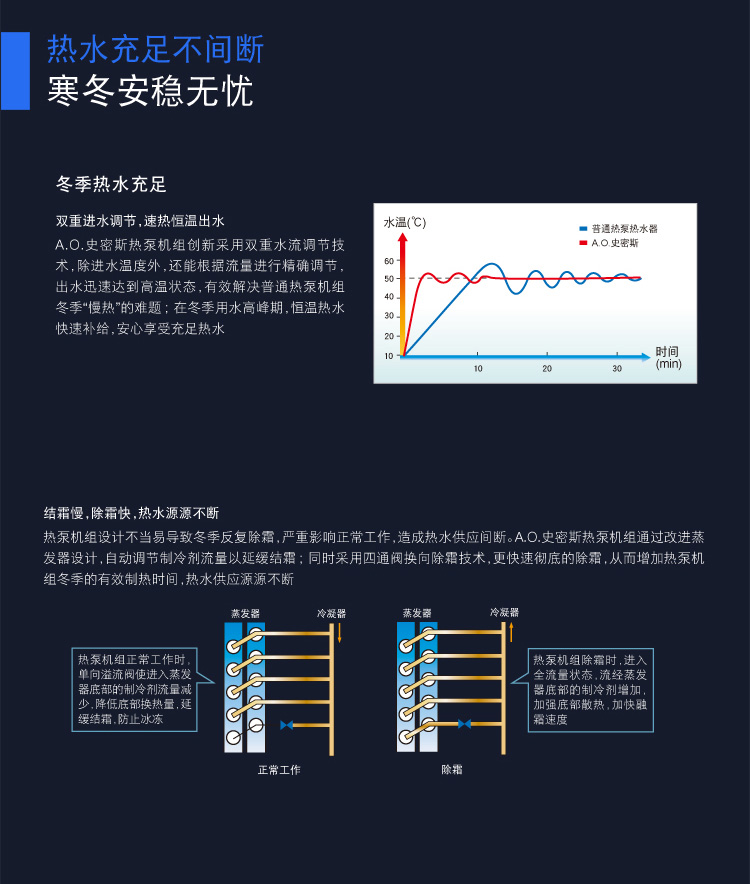 热水充足不间断
寒冬安稳无忧
冬季热水充足
双重进水调节,速热恒温出水
A.O.史密斯热泵机组创新采用双重水流调节技
术,除进水温度外,还能根据流量进行精确调节,
出水迅速达到高温状态,有效解决普通热泵机组
冬季“慢热”的难题；在冬季用水高峰期,恒温热水
快速补给,安心享受充足热水
水温(℃)
普通热泵热水器
A.O.史密斯
60
50
40
30
20
10
10 20 30
时间
(min)
结霜慢,除霜快,热水源源不断
热泵机组设计不当易导致冬季反复除霜,严重影响正常工作,造成热水供应间断。A.O.史密斯热泵机组通过改进蒸
发器设计,自动调节制冷剂流量以延缓结霜；同时采用四通阀换向除霜技术,更快速彻底的除霜,从而增加热泵机
组冬季的有效制热时间,热水供应源源不断
蒸发器 冷凝器
热泵机组正常工作时,
单向溢流阀使进入蒸发
器底部的制冷剂流量减
少,降低底部换热量,延
缓结霜,防止冰冻
正常工作
蒸发器 冷凝器
热泵机组除霜时,进入
全流量状态,流经蒸发
器底部的制冷剂增加,
加强底部散热,加快融
霜速度
除霜